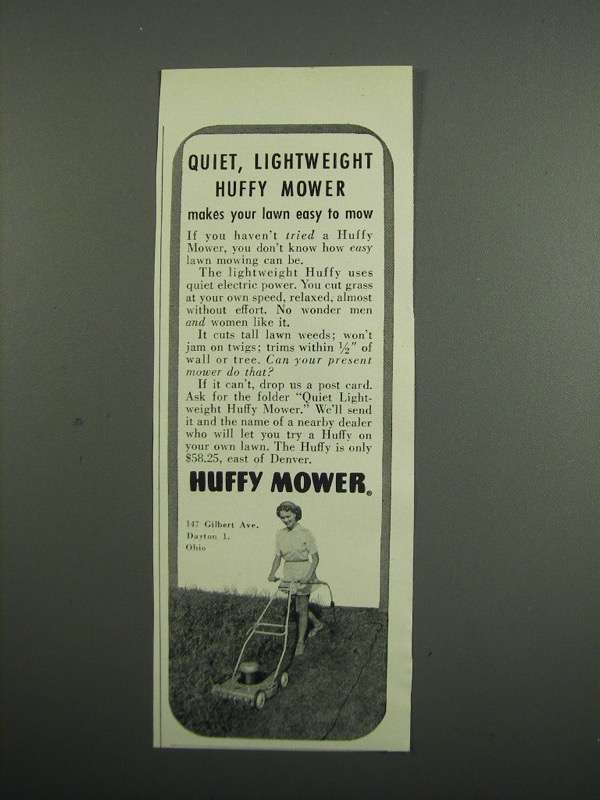 QUIET, LIGHTWEIGHT
HUFFY MOWER
makes your lawn easy to mow
If you haven't tried a Huffy
Mower, you don't know how easy
lawn mowing can be.
The lightweight Huffy uses
quiet electric power. You cut grass
at your own speed, relaxed, almost
without effort. No wonder men
and women like it.
It cuts tall lawn weeds; won't
jam on twigs; trims within ½" of
wall or tree. Can your present
mower do that?
If it can't, drop us a post card.
Ask for the folder "Quiet Light-
weight Huffy Mower." We'll send
it and the name of a nearby dealer
who will let you try a Huffy on
your own lawn. The Huffy is only
$58.25, east of Denver.
HUFFY MOWER®
147 Gilbert Ave.
Dayton 1,
Ohio